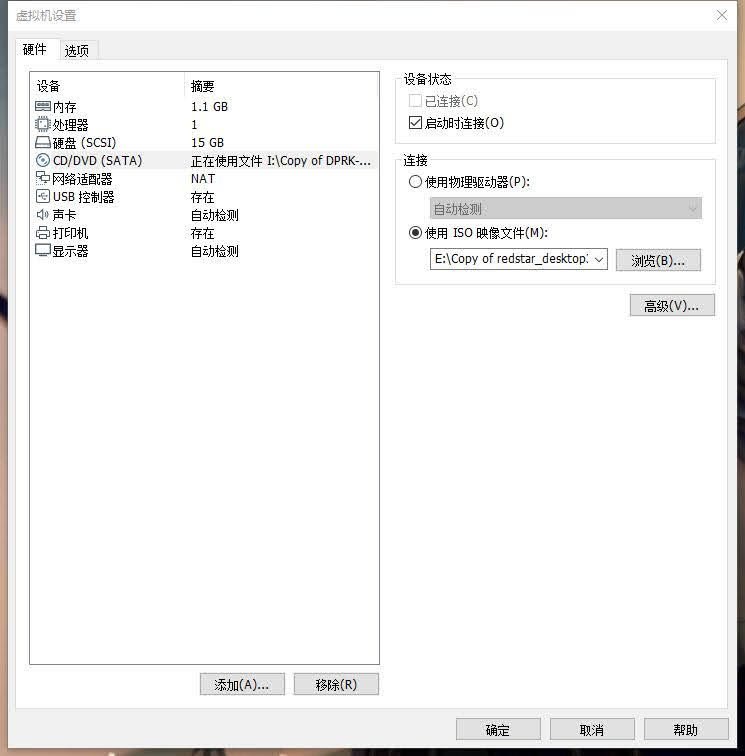 虚拟机设置
硬件 选项
设备 摘要
内存 1.1 GB
处理器 1
硬盘 (SCSI) 15 GB
CD/DVD (SATA) 正在使用文件 I:\Copy of DPRK-...
网络适配器 NAT
USB 控制器 存在
声卡 自动检测
打印机 存在
显示器 自动检测
添加(A)... 移除(R)
设备状态
已连接(C)
启动时连接(O)
连接
使用物理驱动器(P):
自动检测
使用 ISO 映像文件(M):
E:\Copy of redstar_desktop 浏览(B)...
高级(V)...
确定 取消 帮助